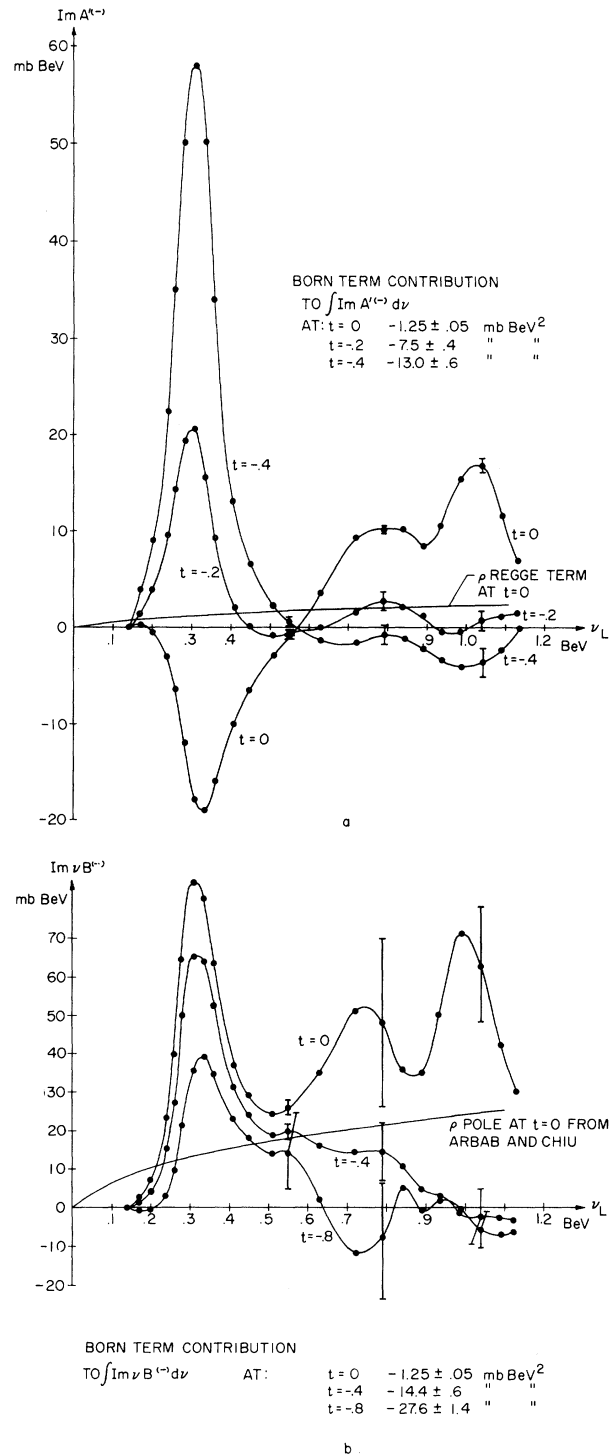 Im A'(-)
mb BeV
60
50
40
30
20
10
0
-10
-20
BORN TERM CONTRIBUTION
TO ∫ Im A'(-) dν
AT: t = 0 -1.25 ± .05 mb BeV²
t=-.2 -7.5 ± .4 " "
t=-.4 -13.0 ± .6 " "
t=-.4
t=-.2
t=0
t=0
ρ REGGE TERM
AT t=0
t=-.2
t=-.4
.1 .2 .3 .4 .5 .6 .7 .8 .9 1.0 1.2 νL
BeV
a
Im νB(-)
mb BeV
70
60
50
40
30
20
10
0
-10
-20
t=0
ρ POLE AT t=0 FROM
ARBAB AND CHIU
t=-.4
t=-.8
.1 .2 .3 .4 .5 .6 .7 .8 .9 1.0 1.2 νL
BeV
BORN TERM CONTRIBUTION
TO ∫ Im ν B(-) dν AT: t = 0 -1.25 ± .05 mb BeV²
t=-.4 -14.4 ± .6 " "
t=-.8 -27.6 ± 1.4 " "
b